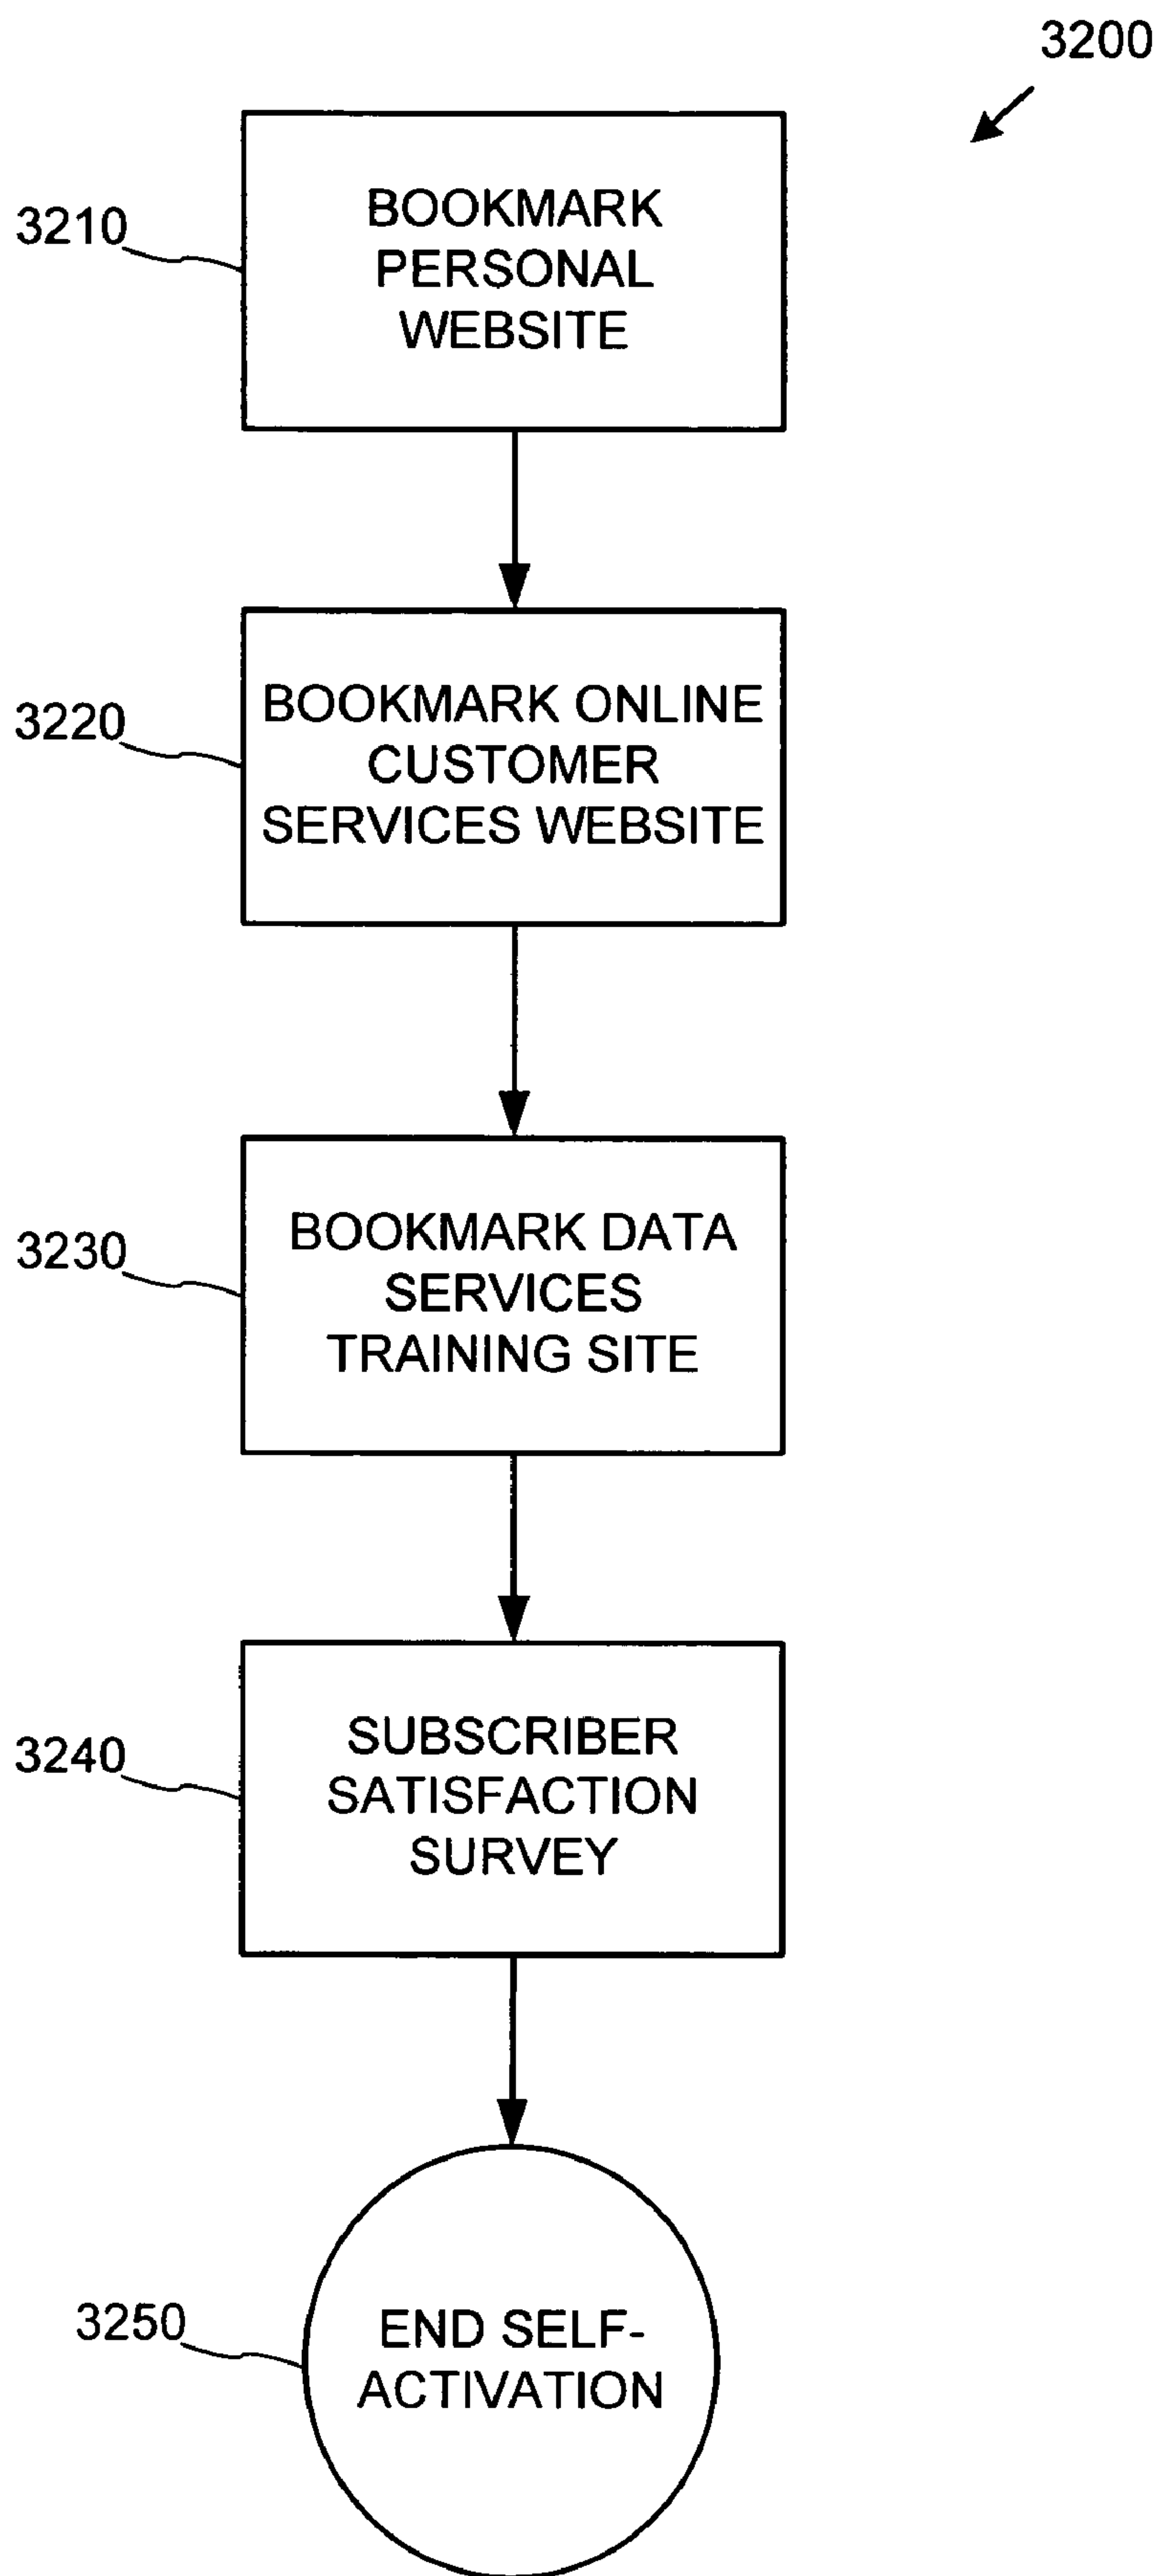 3200
3210
BOOKMARK
PERSONAL
WEBSITE
3220
BOOKMARK ONLINE
CUSTOMER
SERVICES WEBSITE
3230
BOOKMARK DATA
SERVICES
TRAINING SITE
3240
SUBSCRIBER
SATISFACTION
SURVEY
3250
END SELF-
ACTIVATION